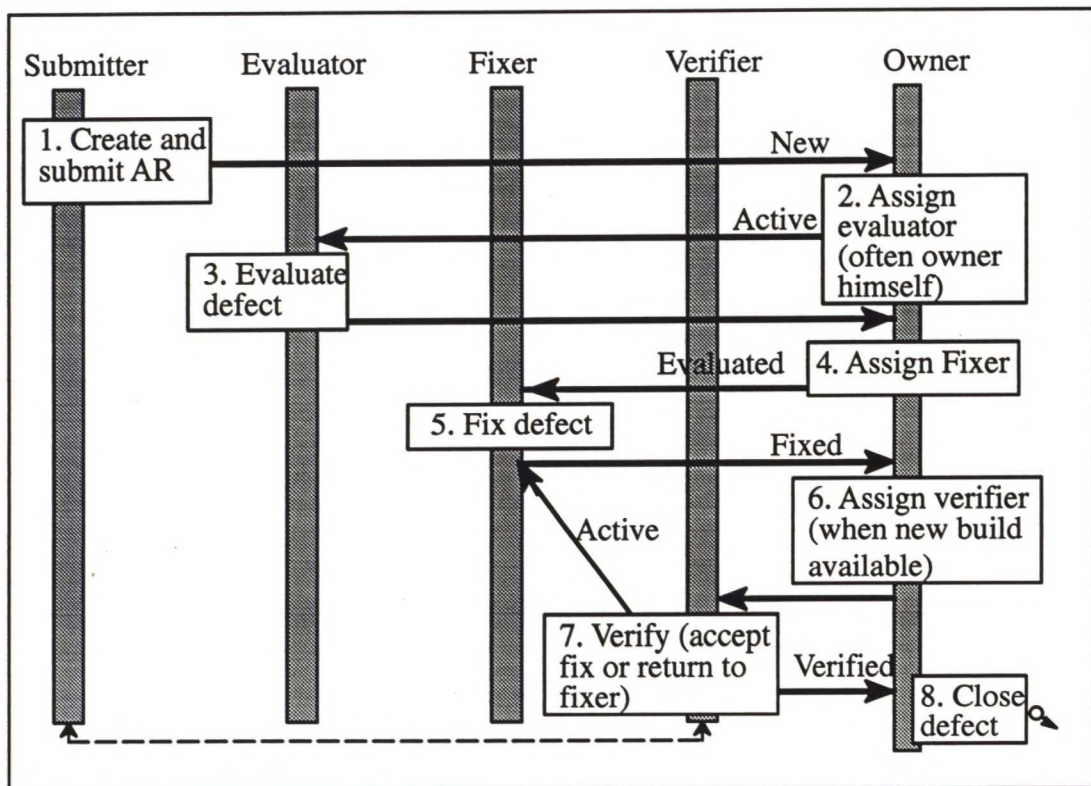 Submitter
Evaluator
Fixer
Verifier
Owner
1. Create and
submit AR
New
2. Assign
evaluator
(often owner
himself)
Active
3. Evaluate
defect
4. Assign Fixer
Evaluated
5. Fix defect
Fixed
6. Assign verifier
(when new build
available)
Active
7. Verify (accept
fix or return to
fixer)
Verified
8. Close
defect